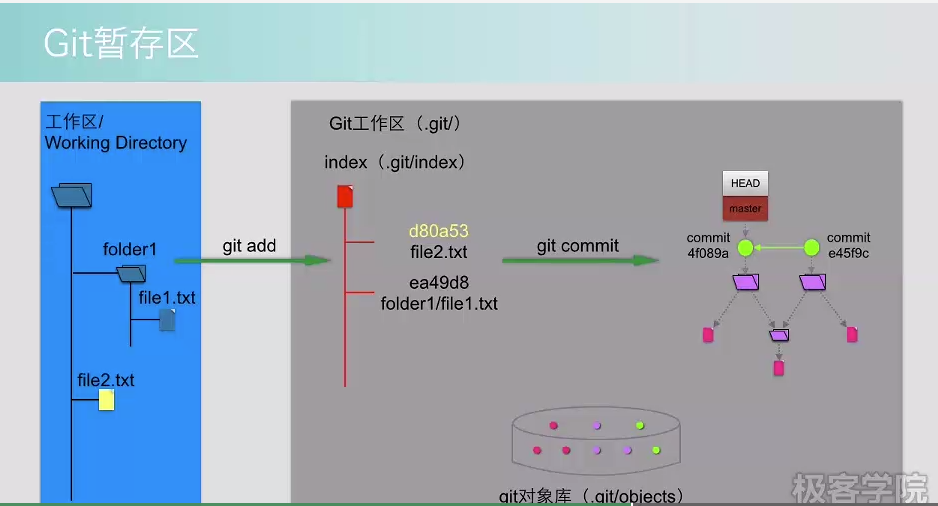 Git暂存区
工作区/
Working Directory
folder1
file1.txt
file2.txt
git add
Git工作区（.git/）
index（.git/index）
d80a53
file2.txt
ea49d8
folder1/file1.txt
git commit
HEAD
master
commit
4f089a
commit
e45f9c
git对象库（.git/objects）
极客学院